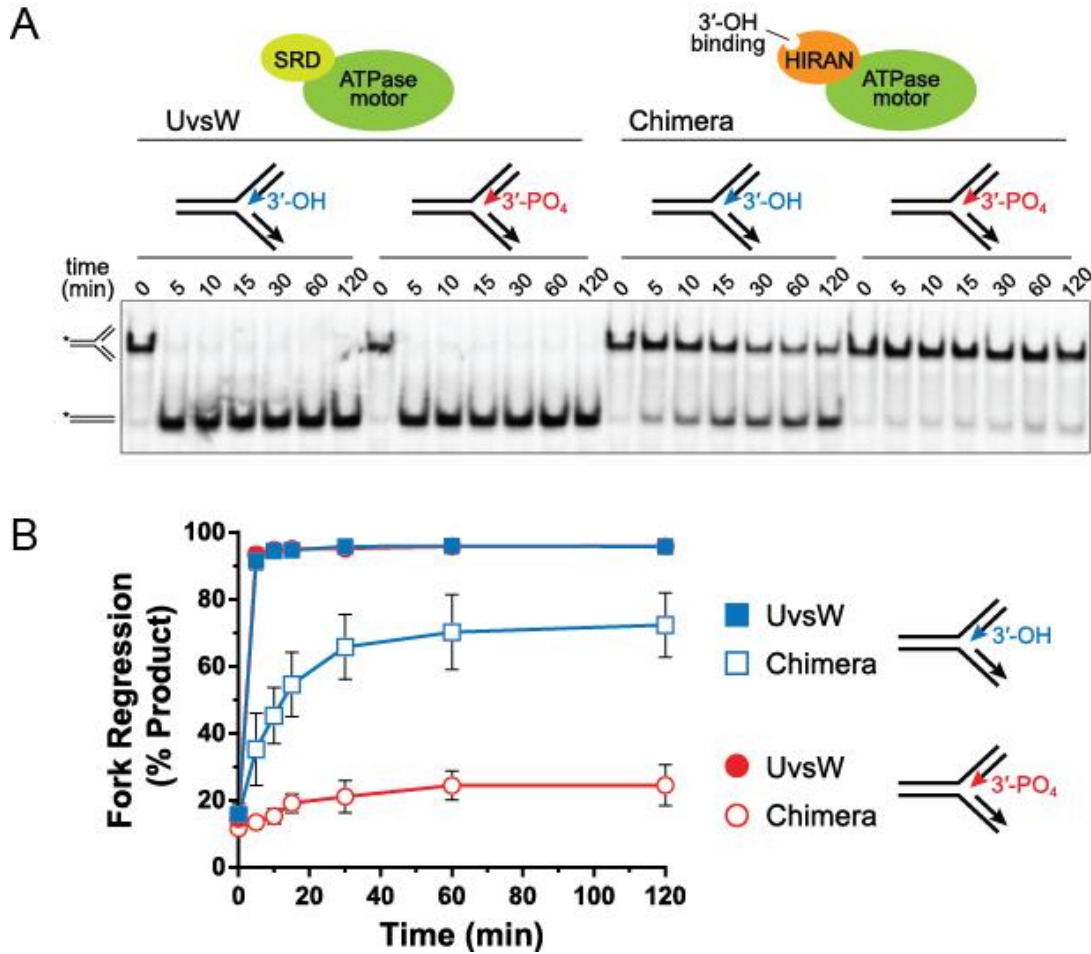 A
SRD
ATPase
motor
UvsW
3′-OH
binding
HIRAN
ATPase
motor
Chimera
3′-OH
3′-PO₄
3′-OH
3′-PO₄
time
(min)
0 5 10 15 30 60 120 0 5 10 15 30 60 120 0 5 10 15 30 60 120 0 5 10 15 30 60 120
*
*
B
Fork Regression
(% Product)
100
80
60
40
20
0
0 20 40 60 80 100 120
Time (min)
UvsW
Chimera
3′-OH
UvsW
Chimera
3′-PO₄